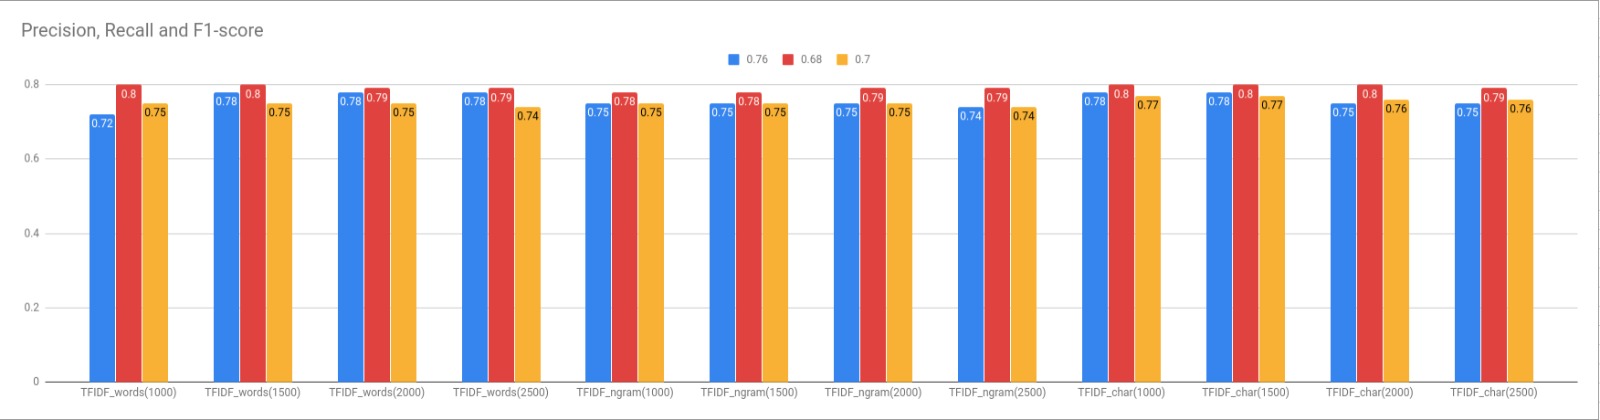 Precision, Recall and F1-score
0.76 0.68 0.7
0.8
0.6
0.4
0.2
0
0.72 0.8 0.75
0.78 0.8 0.75
0.78 0.79 0.75
0.78 0.79 0.74
0.75 0.78 0.75
0.75 0.78 0.75
0.75 0.79 0.75
0.74 0.79 0.74
0.78 0.8 0.77
0.78 0.8 0.77
0.75 0.8 0.76
0.75 0.79 0.76
TFIDF_words(1000) TFIDF_words(1500) TFIDF_words(2000) TFIDF_words(2500) TFIDF_ngram(1000) TFIDF_ngram(1500) TFIDF_ngram(2000) TFIDF_ngram(2500) TFIDF_char(1000) TFIDF_char(1500) TFIDF_char(2000) TFIDF_char(2500)